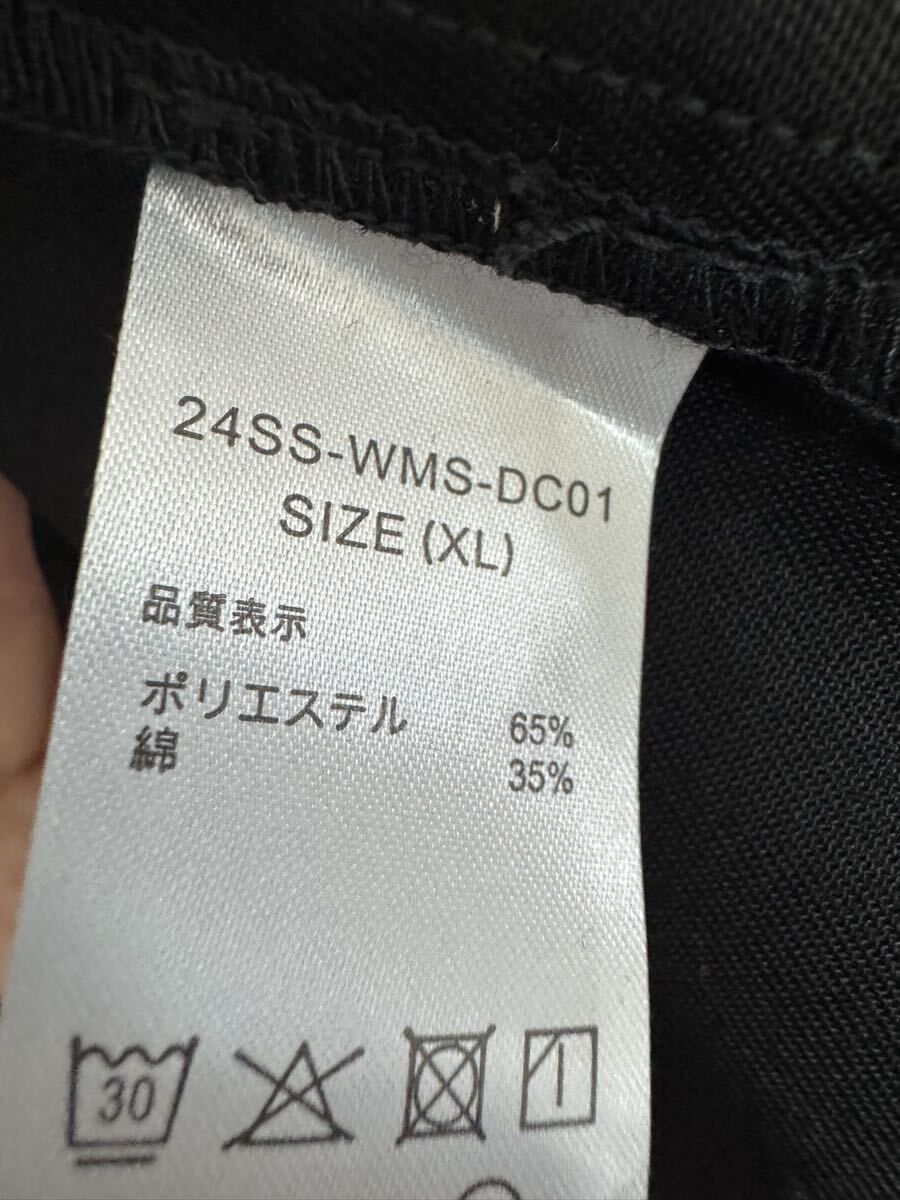 24SS-WMS-DC01
SIZE (XL)
品質表示
ポリエステル 65%
綿 35%
30